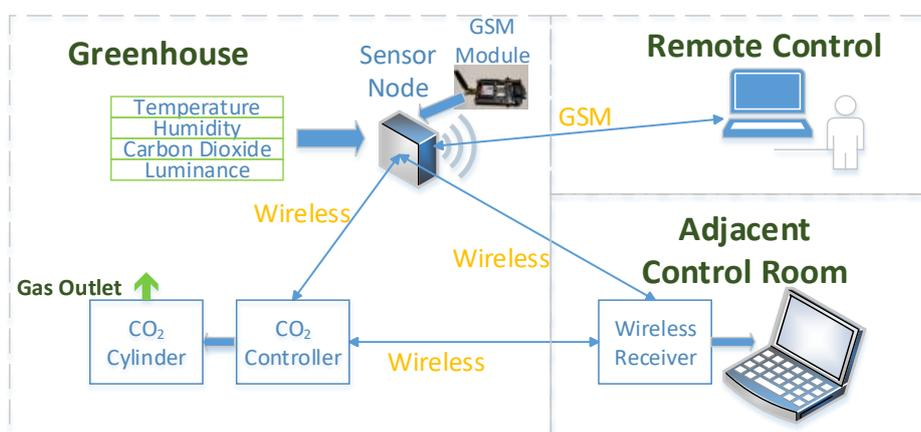 Greenhouse
Temperature
Humidity
Carbon Dioxide
Luminance
Sensor
Node
GSM
Module
GSM
Remote Control
Wireless
Wireless
Adjacent
Control Room
Gas Outlet
CO₂
Cylinder
CO₂
Controller
Wireless
Wireless
Receiver